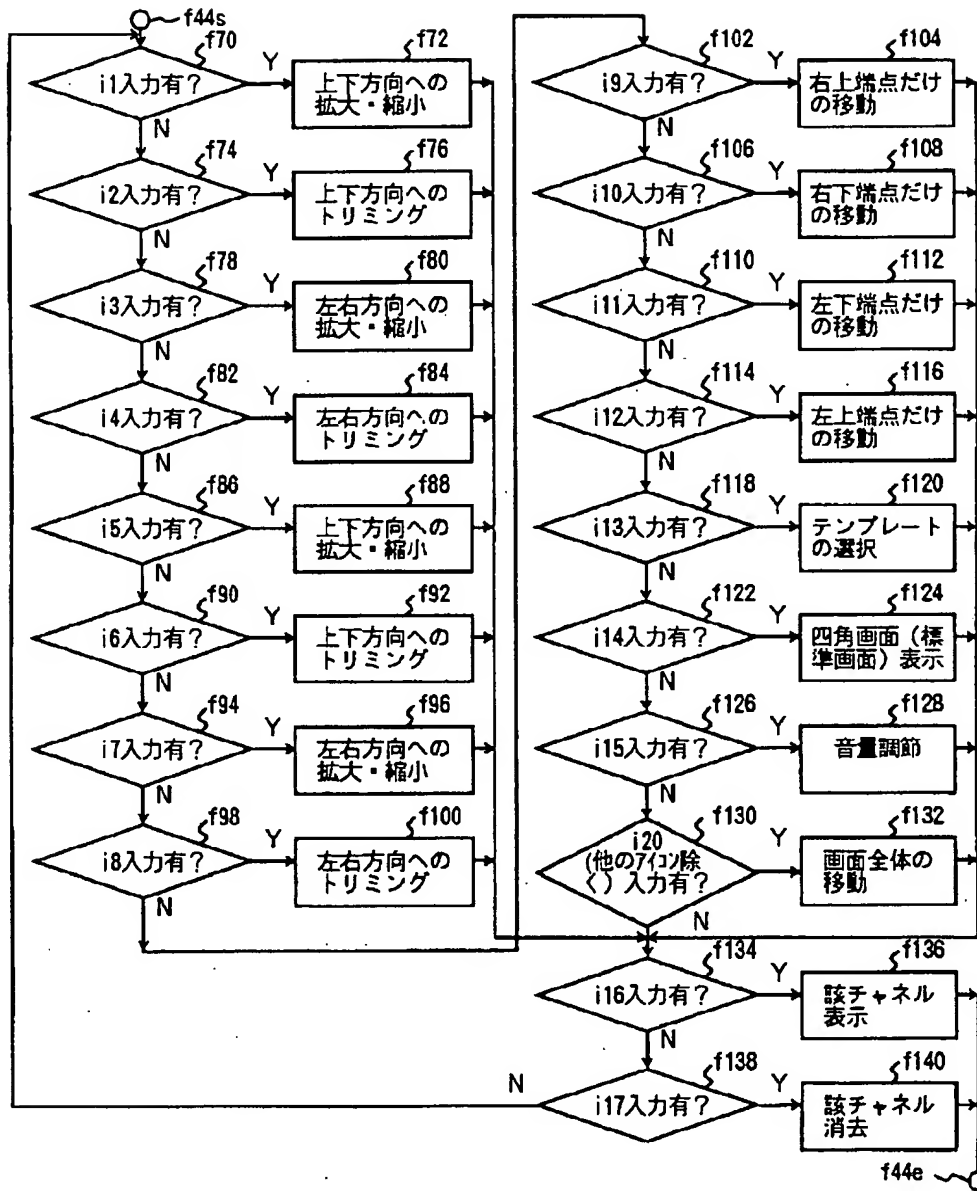 f44s
f70
i1入力有?
Y
N
f72
上下方向への
拡大・縮小
f74
i2入力有?
Y
N
f76
上下方向への
トリミング
f78
i3入力有?
Y
N
f80
左右方向への
拡大・縮小
f82
i4入力有?
Y
N
f84
左右方向への
トリミング
f86
i5入力有?
Y
N
f88
上下方向への
拡大・縮小
f90
i6入力有?
Y
N
f92
上下方向への
トリミング
f94
i7入力有?
Y
N
f96
左右方向への
拡大・縮小
f98
i8入力有?
Y
N
f100
左右方向への
トリミング
f102
i9入力有?
Y
N
f104
右上端点だけ
の移動
f106
i10入力有?
Y
N
f108
右下端点だけ
の移動
f110
i11入力有?
Y
N
f112
左下端点だけ
の移動
f114
i12入力有?
Y
N
f116
左上端点だけ
の移動
f118
i13入力有?
Y
N
f120
テンプレート
の選択
f122
i14入力有?
Y
N
f124
四角画面(標
準画面)表示
f126
i15入力有?
Y
N
f128
音量調節
f130
i20
(他のアイコン除
く)入力有?
Y
N
f132
画面全体の
移動
f134
i16入力有?
Y
N
f136
該チャネル
表示
f138
i17入力有?
Y
N
f140
該チャネル
消去
f44e